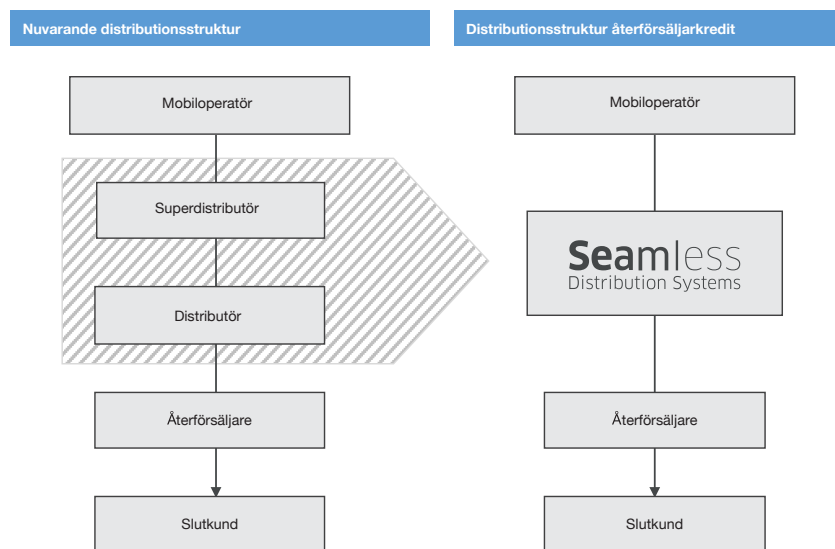 Nuvarande distributionsstruktur
Mobiloperatör
Superdistributör
Distributör
Återförsäljare
Slutkund
Distributionsstruktur återförsäljarkredit
Mobiloperatör
Seamless
Distribution Systems
Återförsäljare
Slutkund